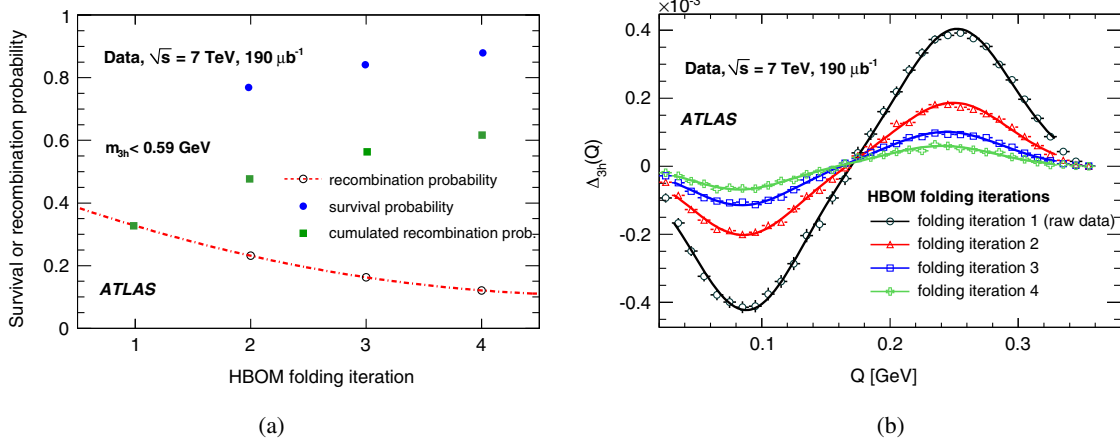 Survival or recombination probability
1
0.8
0.6
0.4
0.2
0
Data, √s = 7 TeV, 190 μb⁻¹
m3h < 0.59 GeV
recombination probability
survival probability
cumulated recombination prob.
ATLAS
1 2 3 4
HBOM folding iteration
(a)
×10⁻³
Δ3h(Q)
0.4
0.2
0
-0.2
-0.4
Data, √s = 7 TeV, 190 μb⁻¹
ATLAS
HBOM folding iterations
folding iteration 1 (raw data)
folding iteration 2
folding iteration 3
folding iteration 4
0.1 0.2 0.3
Q [GeV]
(b)